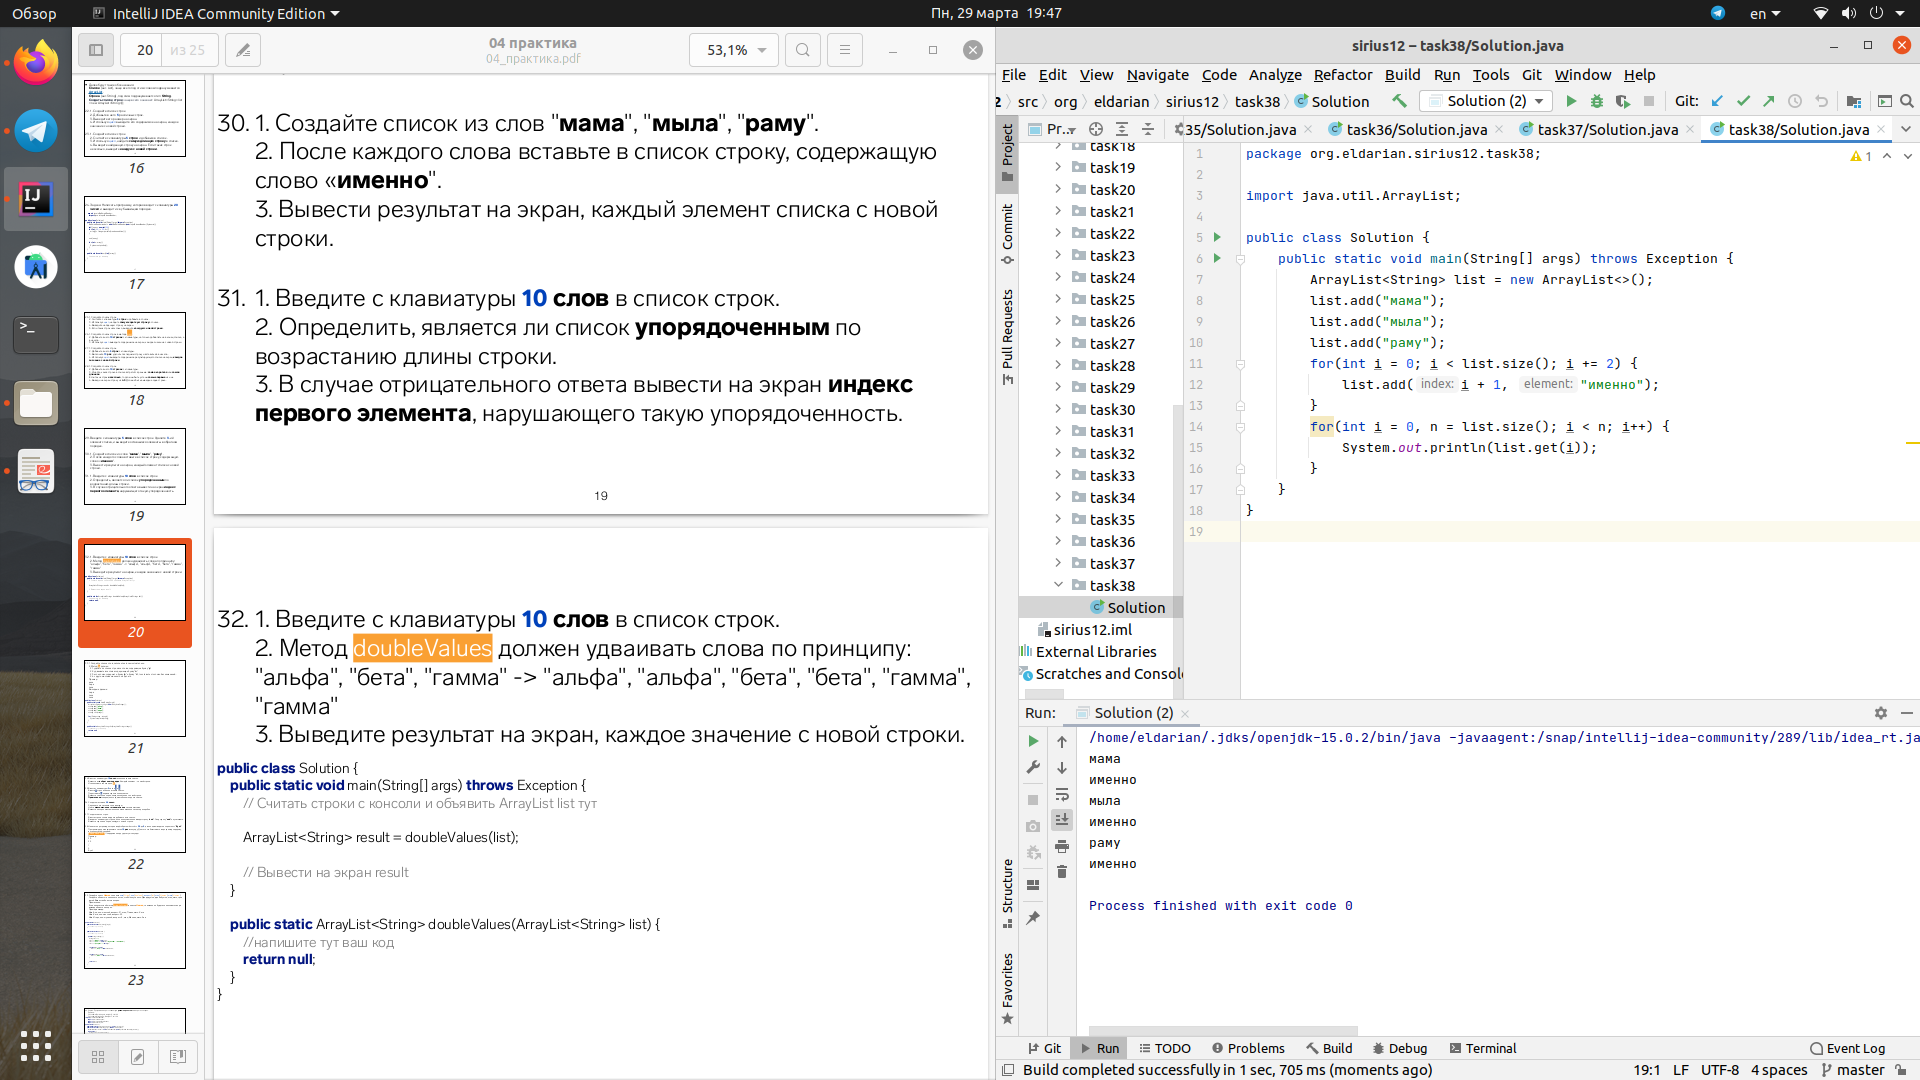 Обзор
IntelliJ IDEA Community Edition
Пн, 29 марта 19:47
en
20
из 25
04 практика
04_практика.pdf
53,1%
16
17
18
19
20
21
22
23
30. 1. Создайте список из слов "мама", "мыла", "раму".
2. После каждого слова вставьте в список строку, содержащую
слово «именно".
3. Вывести результат на экран, каждый элемент списка с новой
строки.
31. 1. Введите с клавиатуры 10 слов в список строк.
2. Определить, является ли список упорядоченным по
возрастанию длины строки.
3. В случае отрицательного ответа вывести на экран индекс
первого элемента, нарушающего такую упорядоченность.
19
32. 1. Введите с клавиатуры 10 слов в список строк.
2. Метод doubleValues должен удваивать слова по принципу:
"альфа", "бета", "гамма" -> "альфа", "альфа", "бета", "бета", "гамма",
"гамма"
3. Выведите результат на экран, каждое значение с новой строки.
public class Solution {
public static void main(String[] args) throws Exception {
// Считать строки с консоли и объявить ArrayList list тут
ArrayList<String> result = doubleValues(list);
// Вывести на экран result
}
public static ArrayList<String> doubleValues(ArrayList<String> list) {
//напишите тут ваш код
return null;
}
}
sirius12 – task38/Solution.java
File Edit View Navigate Code Analyze Refactor Build Run Tools Git Window Help
2 src org eldarian sirius12 task38 Solution
Solution (2)
Git:
Project
Commit
Pull Requests
Structure
Favorites
Pr...
35/Solution.java
task36/Solution.java
task37/Solution.java
task38/Solution.java
task18
task19
task20
task21
task22
task23
task24
task25
task26
task27
task28
task29
task30
task31
task32
task33
task34
task35
task36
task37
task38
Solution
sirius12.iml
External Libraries
Scratches and Consol
1
1 package org.eldarian.sirius12.task38;
2
3 import java.util.ArrayList;
4
5 public class Solution {
6 public static void main(String[] args) throws Exception {
7 ArrayList<String> list = new ArrayList<>();
8 list.add("мама");
9 list.add("мыла");
10 list.add("раму");
11 for(int i = 0; i < list.size(); i += 2) {
12 list.add( index: i + 1, element: "именно");
13 }
14 for(int i = 0, n = list.size(); i < n; i++) {
15 System.out.println(list.get(i));
16 }
17 }
18 }
19
Run: Solution (2)
/home/eldarian/.jdks/openjdk-15.0.2/bin/java -javaagent:/snap/intellij-idea-community/289/lib/idea_rt.ja
мама
именно
мыла
именно
раму
именно
Process finished with exit code 0
Git Run TODO Problems Build Debug Terminal Event Log
Build completed successfully in 1 sec, 705 ms (moments ago)
19:1 LF UTF-8 4 spaces master